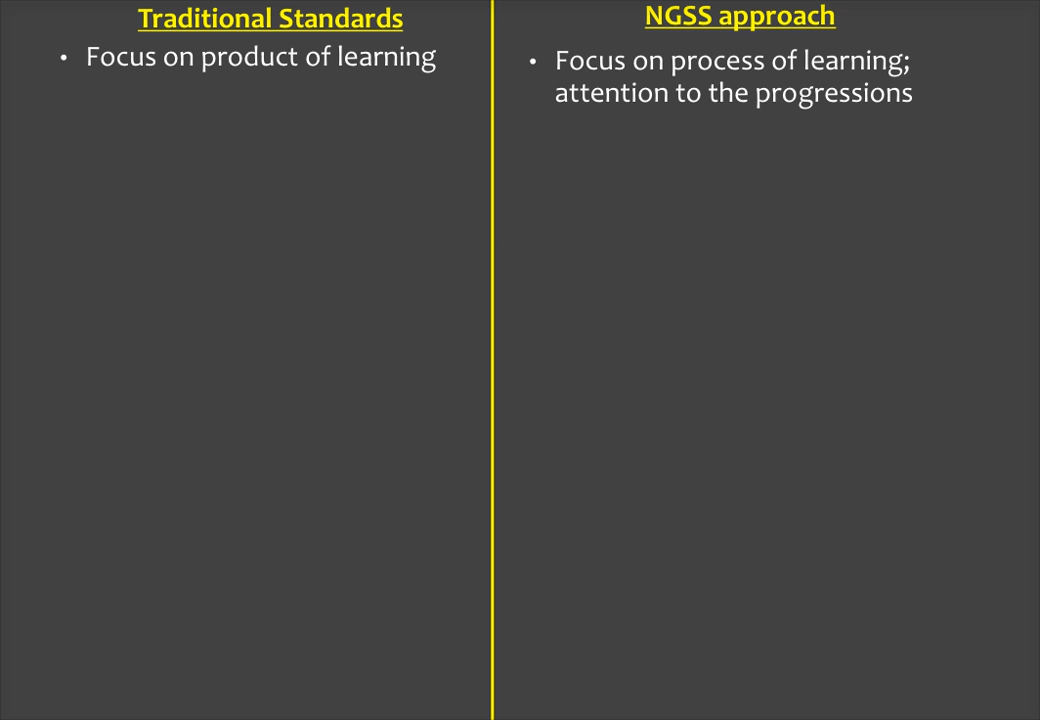 Traditional Standards
• Focus on product of learning
NGSS approach
• Focus on process of learning;
attention to the progressions